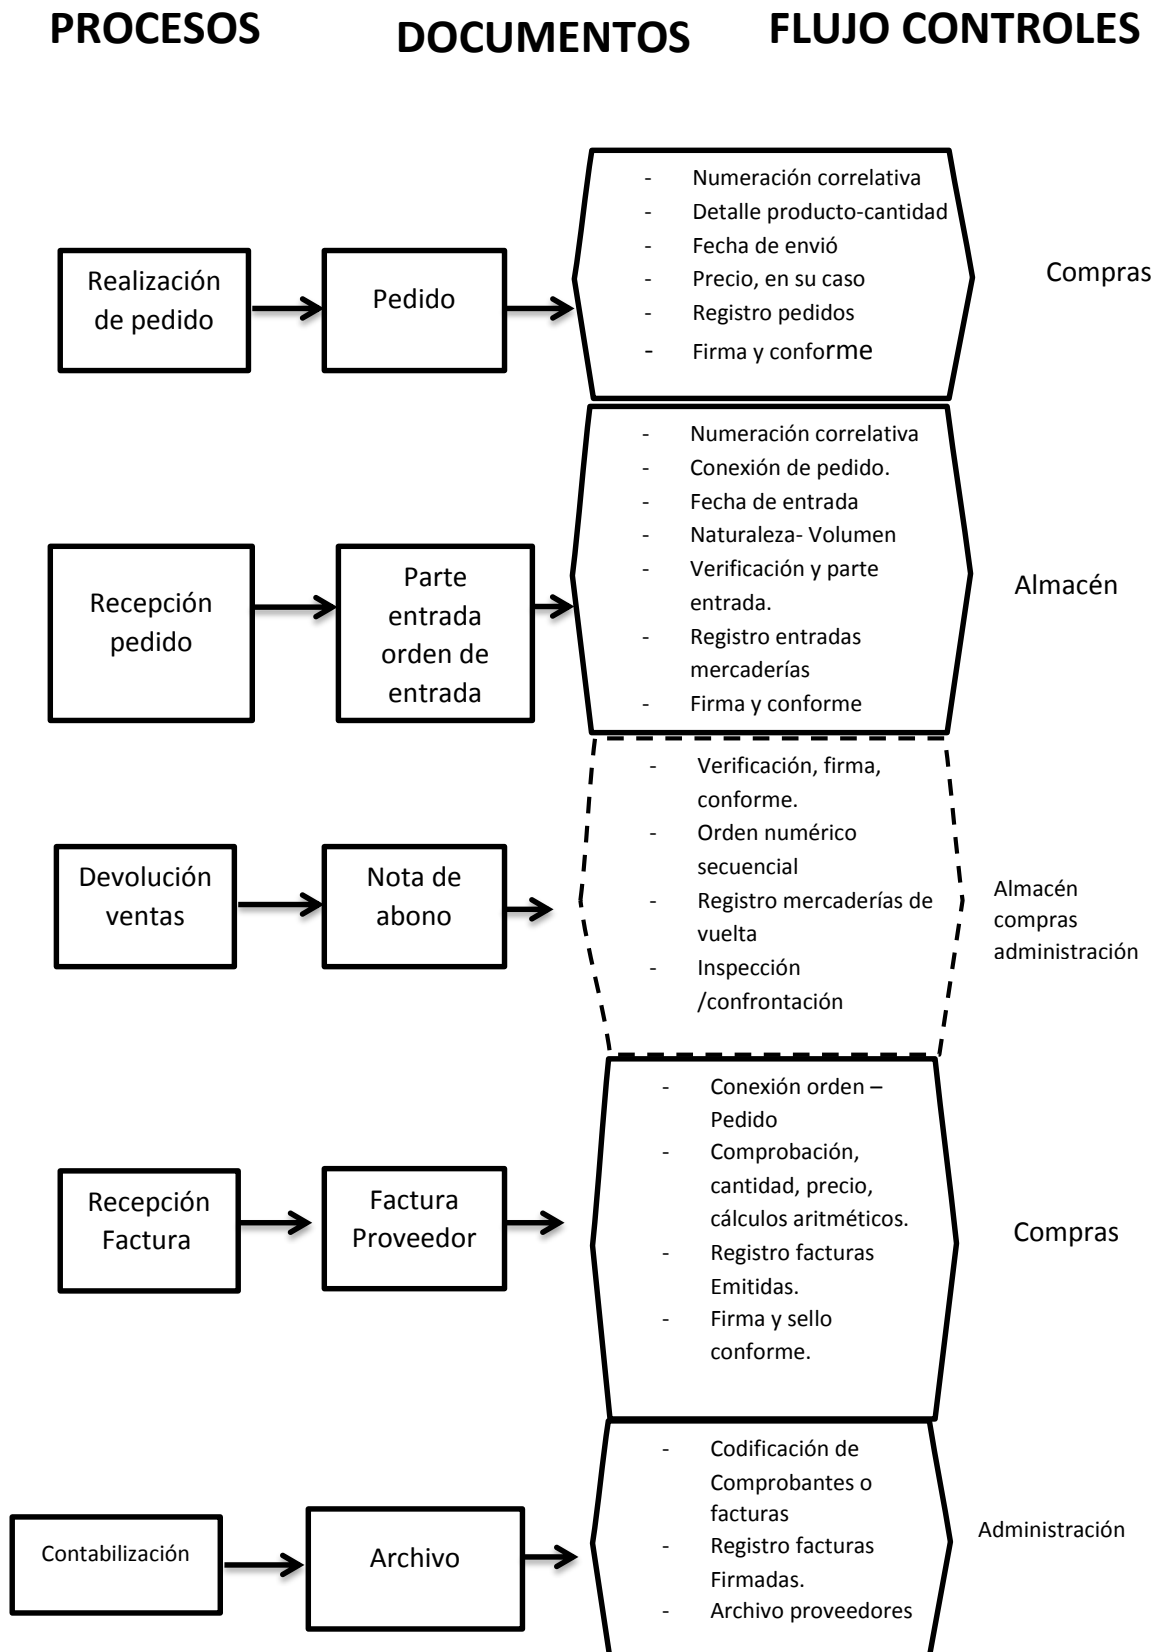 PROCESOS
DOCUMENTOS
FLUJO CONTROLES
Realización
de pedido
Pedido
- Numeración correlativa
- Detalle producto-cantidad
- Fecha de envió
- Precio, en su caso
- Registro pedidos
- Firma y conforme
Compras
Recepción
pedido
Parte
entrada
orden de
entrada
- Numeración correlativa
- Conexión de pedido.
- Fecha de entrada
- Naturaleza- Volumen
- Verificación y parte
entrada.
- Registro entradas
mercaderías
- Firma y conforme
Almacén
Devolución
ventas
Nota de
abono
- Verificación, firma,
conforme.
- Orden numérico
secuencial
- Registro mercaderías de
vuelta
- Inspección
/confrontación
Almacén
compras
administración
Recepción
Factura
Factura
Proveedor
- Conexión orden –
Pedido
- Comprobación,
cantidad, precio,
cálculos aritméticos.
- Registro facturas
Emitidas.
- Firma y sello
conforme.
Compras
Contabilización
Archivo
- Codificación de
Comprobantes o
facturas
- Registro facturas
Firmadas.
- Archivo proveedores
Administración